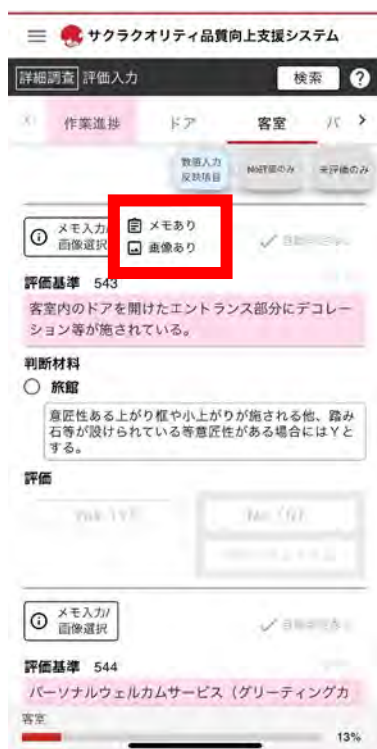 サクラクオリティ品質向上支援システム
詳細調査 評価入力
検索
?
作業進捗
ドア
客室
数値入力
反映項目
未評価のみ
メモ入力/
画像選択
メモあり
画像あり
評価基準 543
客室内のドアを開けたエントランス部分にデコレー
ション等が施されている。
判断材料
旅館
意匠性ある上がり框や小上がりが施される他、踏み
石等が設けられている等意匠性がある場合にはYと
する。
評価
メモ入力/
画像選択
評価基準 544
パーソナルウェルカムサービス（グリーティングカ
客室
13%